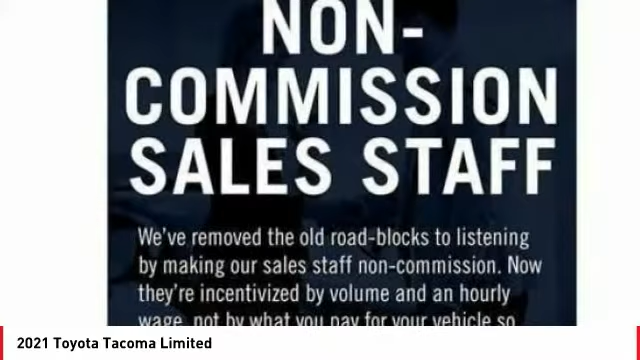 NON-
COMMISSION
SALES STAFF
We've removed the old road-blocks to listening
by making our sales staff non-commission. Now
they're incentivized by volume and an hourly
wage, not by what you pay for your vehicle so
2021 Toyota Tacoma Limited